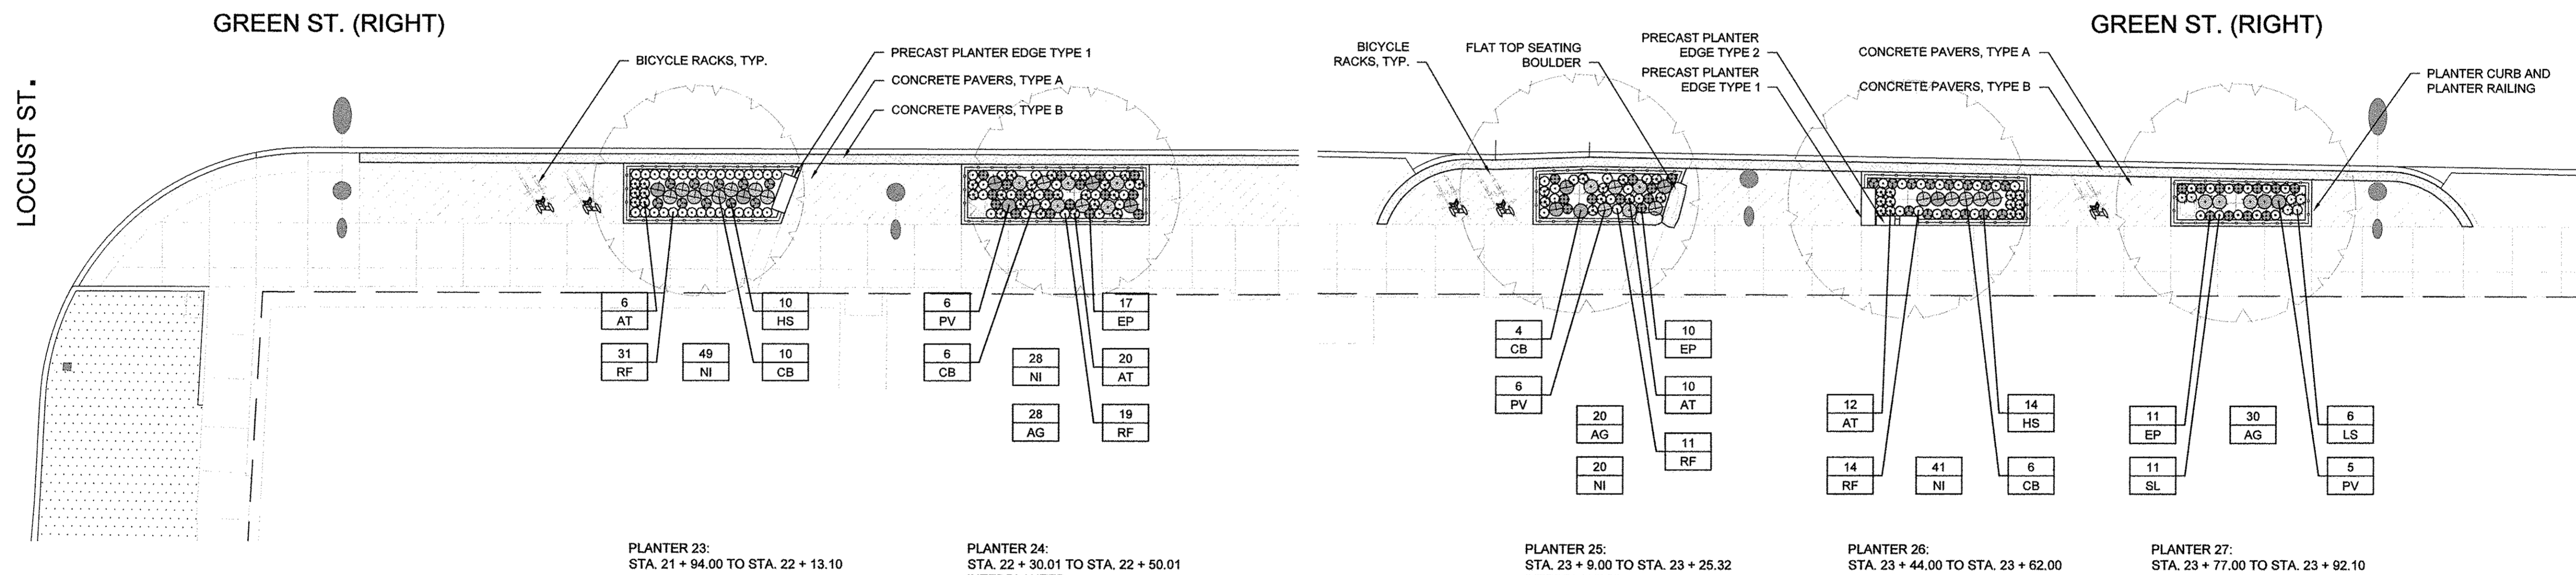 GREEN ST. (RIGHT)
LOCUST ST.
BICYCLE RACKS, TYP.
PRECAST PLANTER EDGE TYPE 1
CONCRETE PAVERS, TYPE A
CONCRETE PAVERS, TYPE B
6
AT
31
RF
49
NI
10
HS
10
CB
6
PV
6
CB
28
NI
28
AG
17
EP
20
AT
19
RF
PLANTER 23:
STA. 21 + 94.00 TO STA. 22 + 13.10
PLANTER 24:
STA. 22 + 30.01 TO STA. 22 + 50.01
GREEN ST. (RIGHT)
BICYCLE
RACKS, TYP.
FLAT TOP SEATING
BOULDER
PRECAST PLANTER
EDGE TYPE 2
PRECAST PLANTER
EDGE TYPE 1
CONCRETE PAVERS, TYPE A
CONCRETE PAVERS, TYPE B
PLANTER CURB AND
PLANTER RAILING
4
CB
6
PV
20
AG
20
NI
10
EP
10
AT
11
RF
12
AT
14
RF
41
NI
14
HS
6
CB
11
EP
11
SL
30
AG
6
LS
5
PV
PLANTER 25:
STA. 23 + 9.00 TO STA. 23 + 25.32
PLANTER 26:
STA. 23 + 44.00 TO STA. 23 + 62.00
PLANTER 27:
STA. 23 + 77.00 TO STA. 23 + 92.10